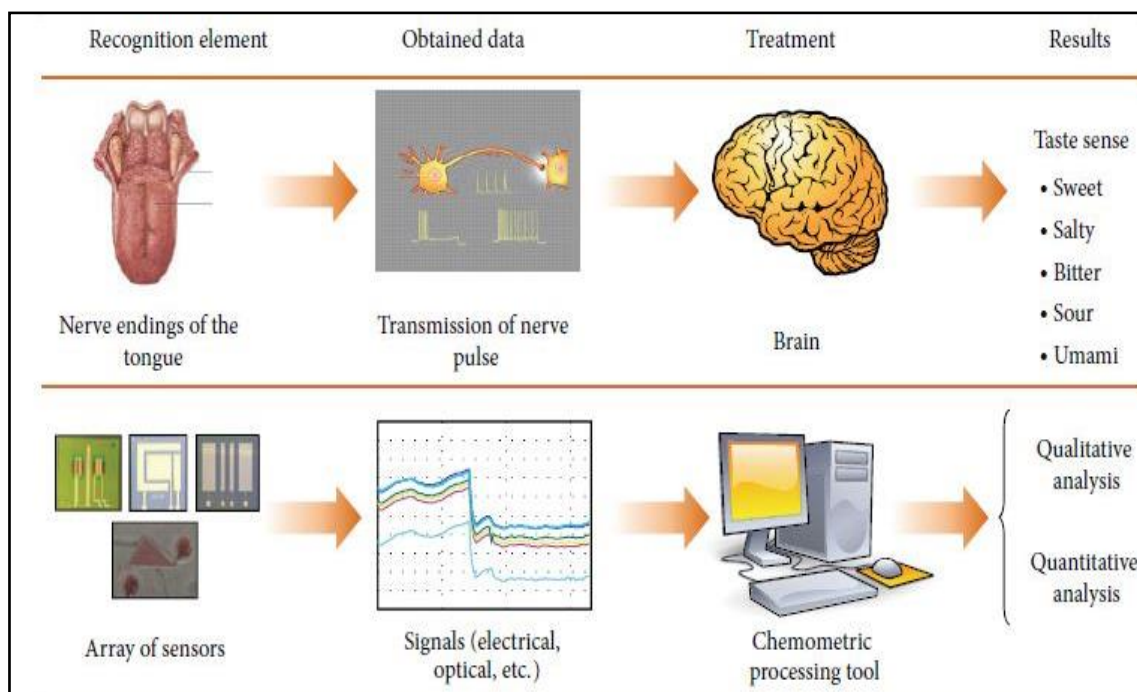 Recognition element
Obtained data
Treatment
Results
Nerve endings of the
tongue
Transmission of nerve
pulse
Brain
Taste sense
• Sweet
• Salty
• Bitter
• Sour
• Umami
Array of sensors
Signals (electrical,
optical, etc.)
Chemometric
processing tool
Qualitative
analysis
Quantitative
analysis